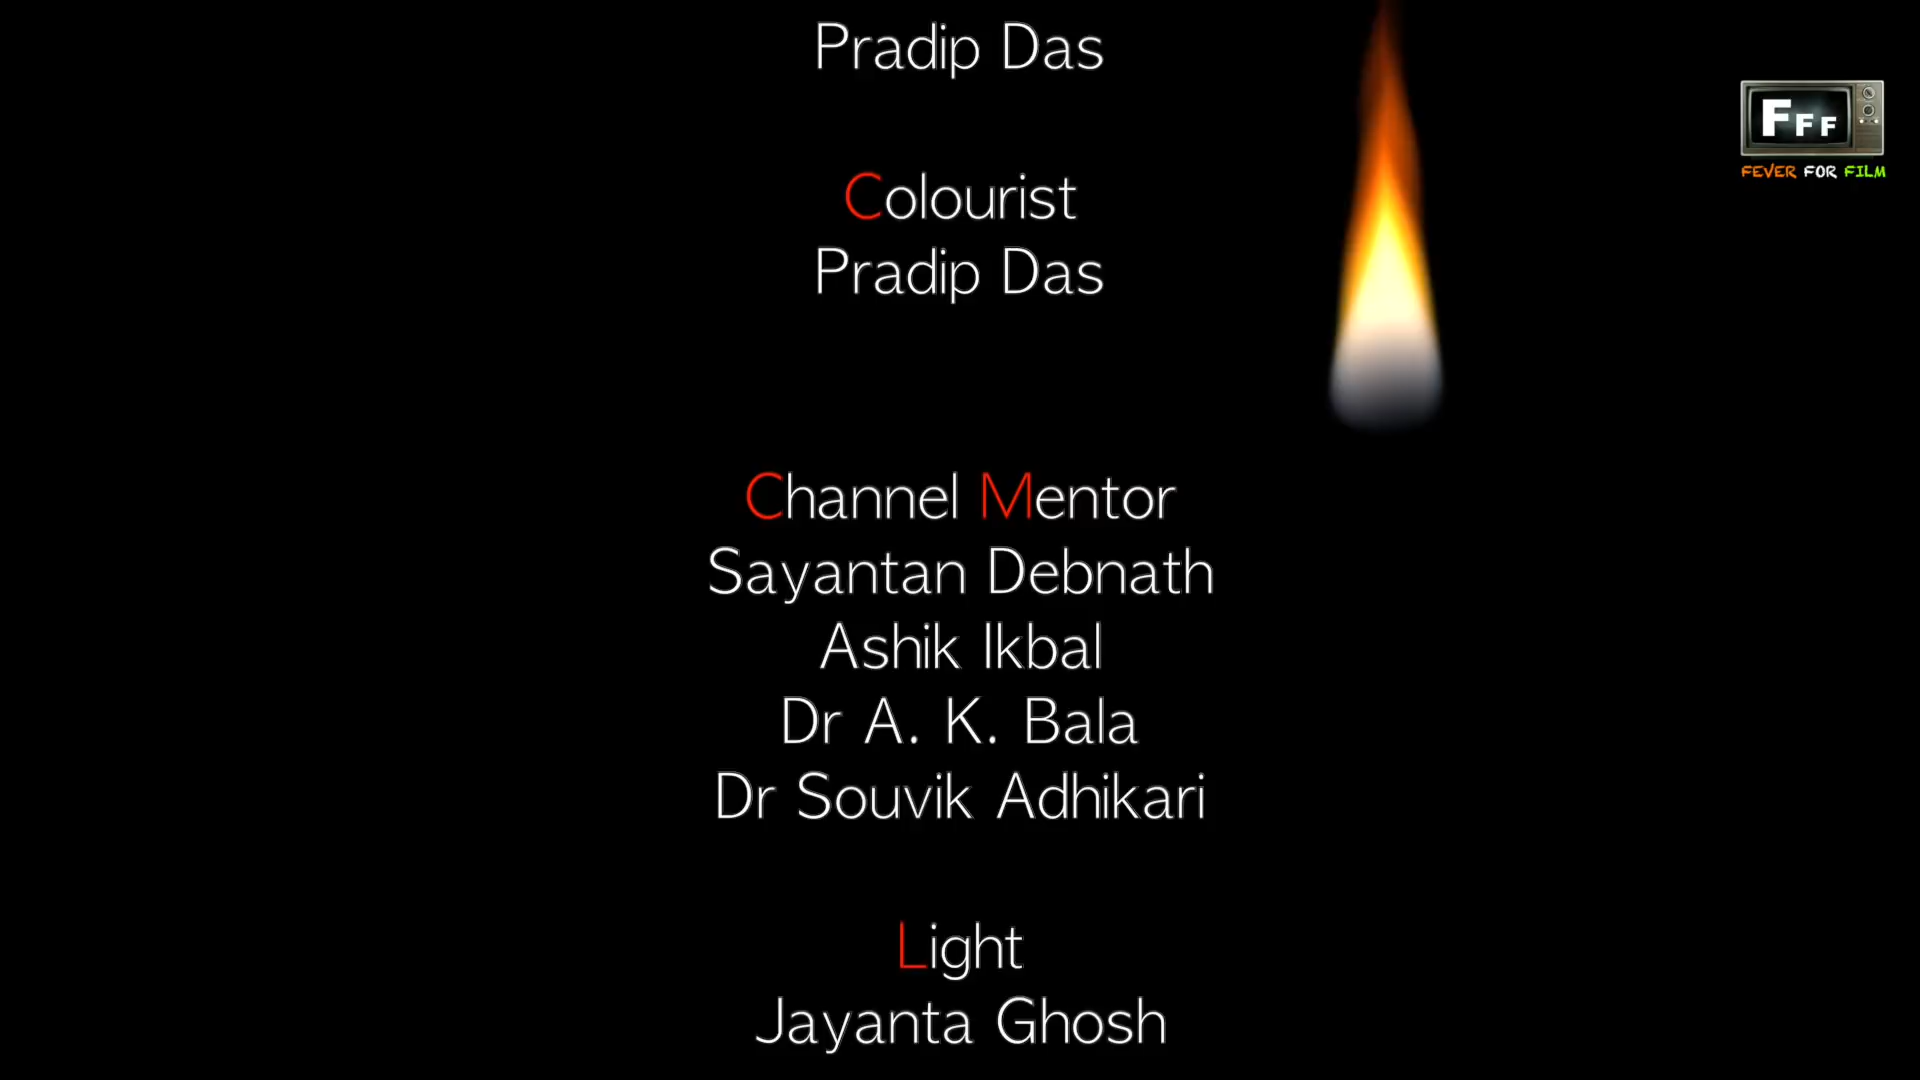 Pradip Das
Colourist
Pradip Das
Channel Mentor
Sayantan Debnath
Ashik Ikbal
Dr A. K. Bala
Dr Souvik Adhikari
Light
Jayanta Ghosh
FFF
FEVER FOR FILM